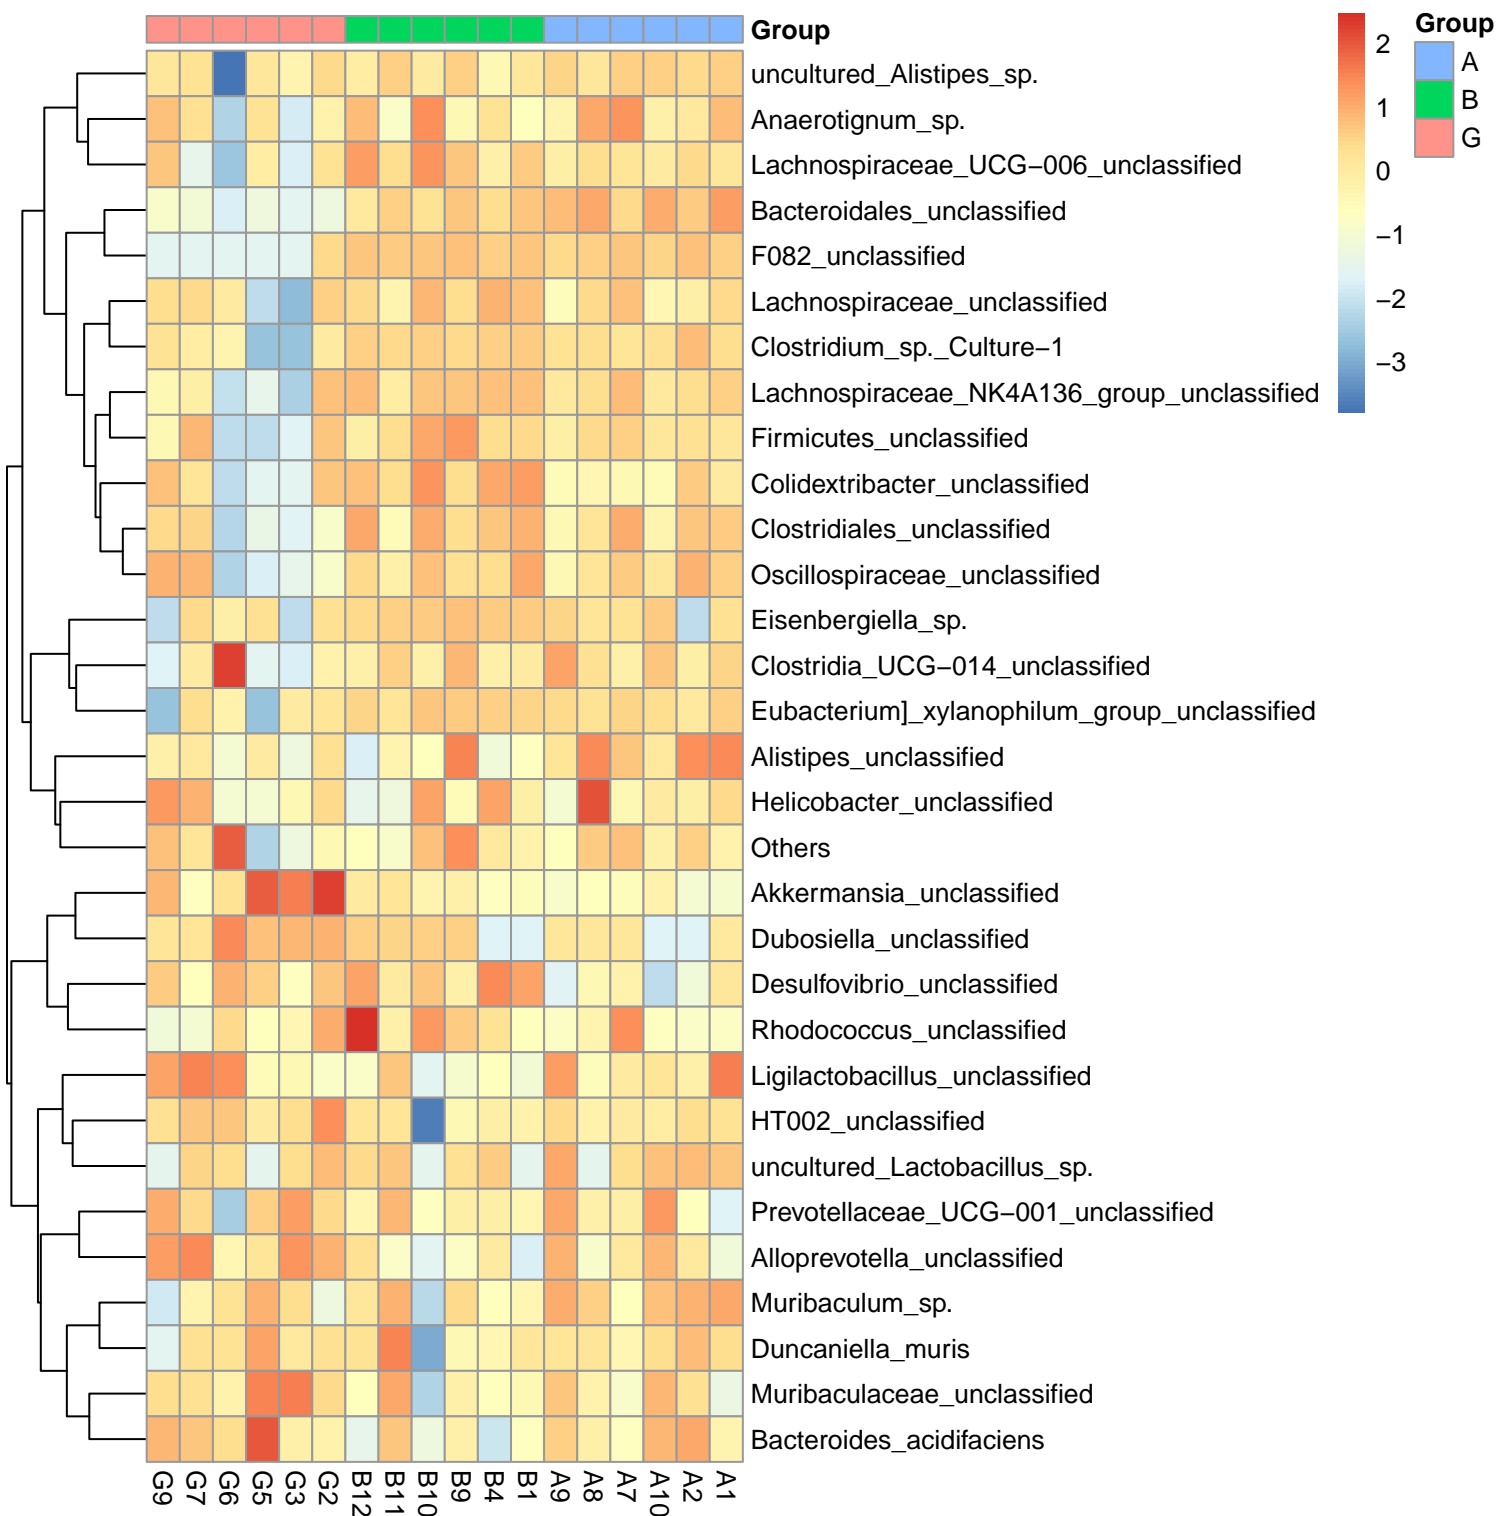 Group
uncultured_Alistipes_sp.
Anaerotignum_sp.
Lachnospiraceae_UCG−006_unclassified
Bacteroidales_unclassified
F082_unclassified
Lachnospiraceae_unclassified
Clostridium_sp._Culture−1
Lachnospiraceae_NK4A136_group_unclassified
Firmicutes_unclassified
Colidextribacter_unclassified
Clostridiales_unclassified
Oscillospiraceae_unclassified
Eisenbergiella_sp.
Clostridia_UCG−014_unclassified
Eubacterium]_xylanophilum_group_unclassified
Alistipes_unclassified
Helicobacter_unclassified
Others
Akkermansia_unclassified
Dubosiella_unclassified
Desulfovibrio_unclassified
Rhodococcus_unclassified
Ligilactobacillus_unclassified
HT002_unclassified
uncultured_Lactobacillus_sp.
Prevotellaceae_UCG−001_unclassified
Alloprevotella_unclassified
Muribaculum_sp.
Duncaniella_muris
Muribaculaceae_unclassified
Bacteroides_acidifaciens
G9 G7 G6 G5 G3 G2 B12 B11 B10 B9 B4 B1 A9 A8 A7 A10 A2 A1
2
1
0
−1
−2
−3
Group
A
B
G